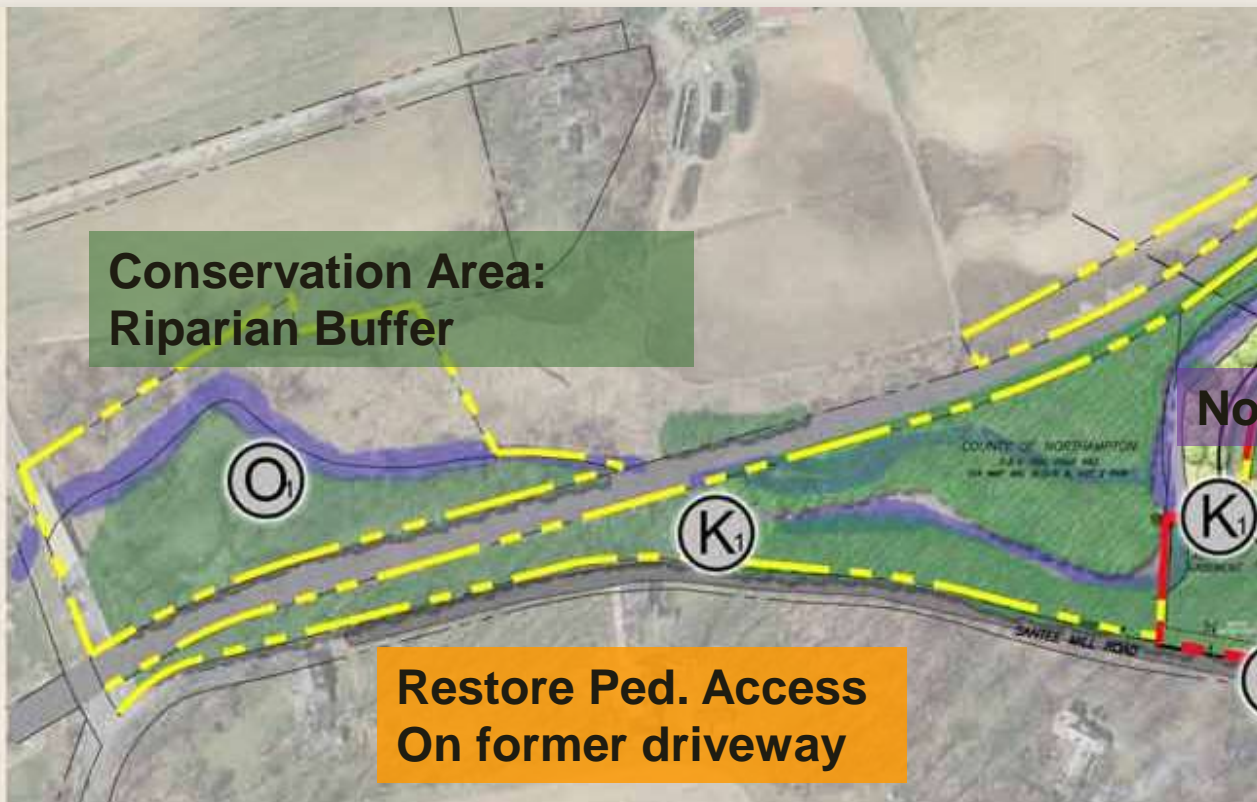 Conservation Area:
Riparian Buffer
No
O1
COUNTY OF NORTHAMPTON
K1
K1
SANTEE MILL ROAD
Restore Ped. Access
On former driveway